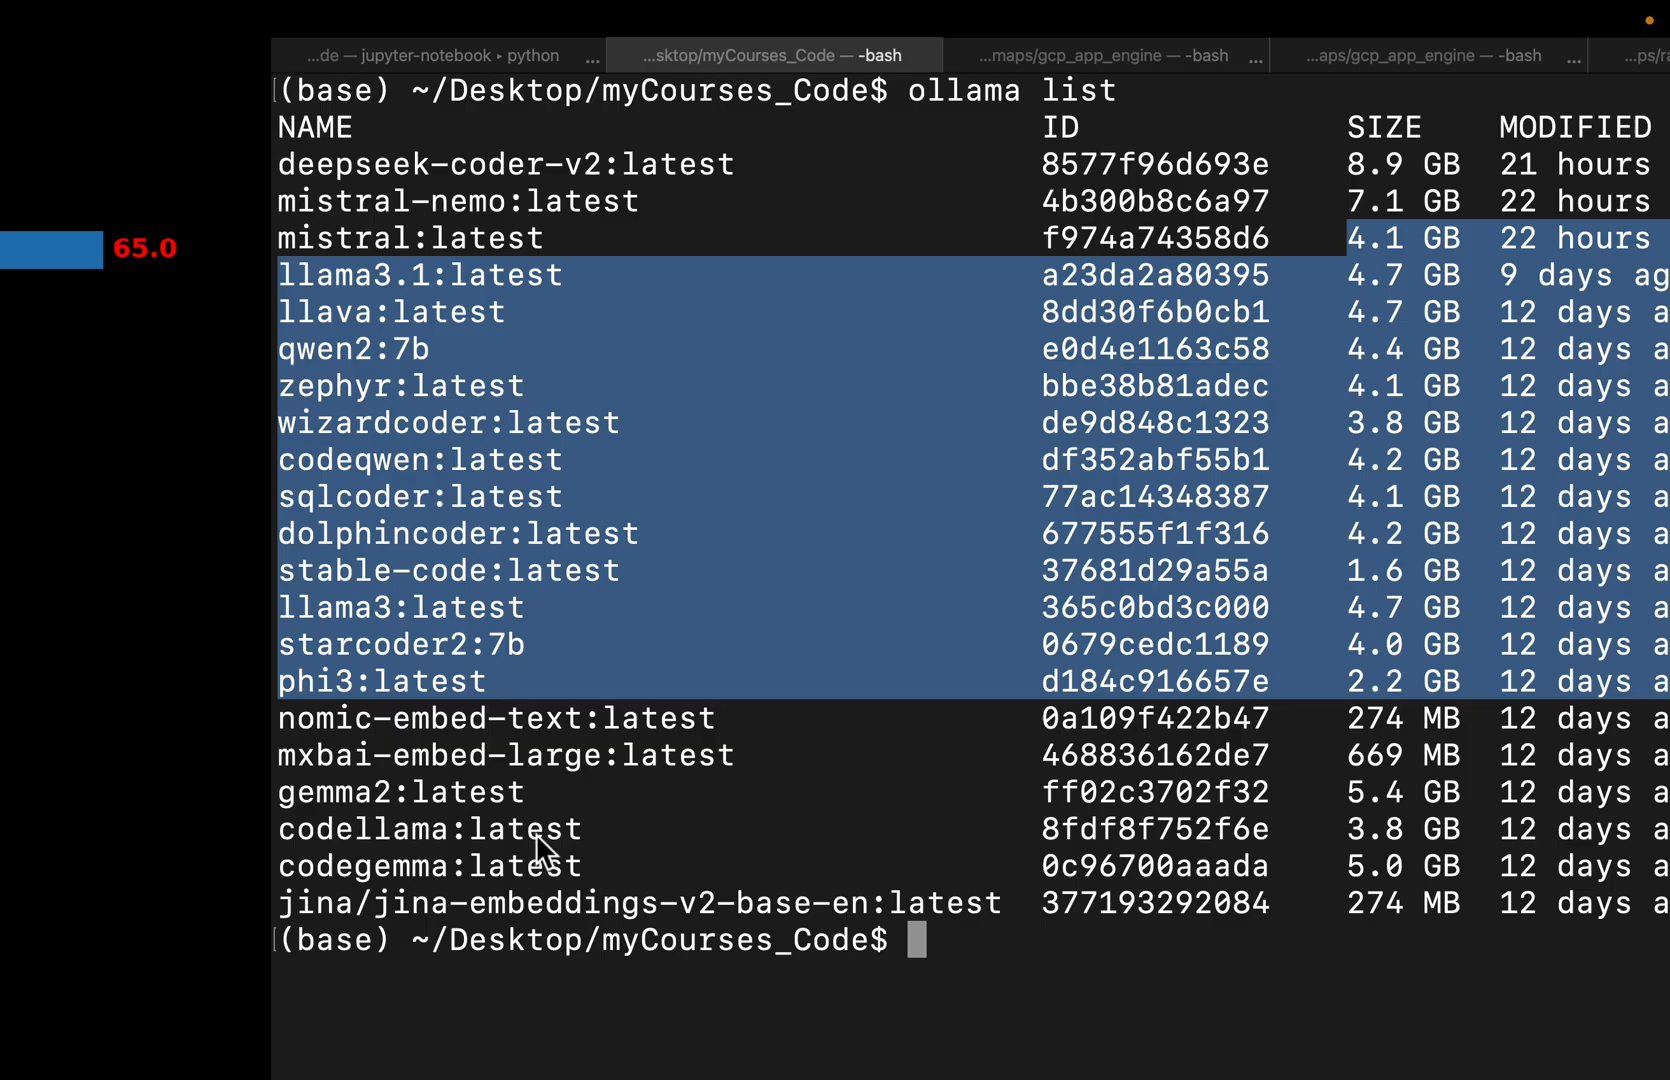 ...de — jupyter-notebook ▸ python ... ...sktop/myCourses_Code — -bash ...maps/gcp_app_engine — -bash ... ...aps/gcp_app_engine — -bash ... ...ps/ra
[(base) ~/Desktop/myCourses_Code$ ollama list
NAME ID SIZE MODIFIED
deepseek-coder-v2:latest 8577f96d693e 8.9 GB 21 hours
mistral-nemo:latest 4b300b8c6a97 7.1 GB 22 hours
65.0
mistral:latest f974a74358d6 4.1 GB 22 hours
llama3.1:latest a23da2a80395 4.7 GB 9 days ag
llava:latest 8dd30f6b0cb1 4.7 GB 12 days a
qwen2:7b e0d4e1163c58 4.4 GB 12 days a
zephyr:latest bbe38b81adec 4.1 GB 12 days a
wizardcoder:latest de9d848c1323 3.8 GB 12 days a
codeqwen:latest df352abf55b1 4.2 GB 12 days a
sqlcoder:latest 77ac14348387 4.1 GB 12 days a
dolphincoder:latest 677555f1f316 4.2 GB 12 days a
stable-code:latest 37681d29a55a 1.6 GB 12 days a
llama3:latest 365c0bd3c000 4.7 GB 12 days a
starcoder2:7b 0679cedc1189 4.0 GB 12 days a
phi3:latest d184c916657e 2.2 GB 12 days a
nomic-embed-text:latest 0a109f422b47 274 MB 12 days a
mxbai-embed-large:latest 468836162de7 669 MB 12 days a
gemma2:latest ff02c3702f32 5.4 GB 12 days a
codellama:latest 8fdf8f752f6e 3.8 GB 12 days a
codegemma:latest 0c96700aaada 5.0 GB 12 days a
jina/jina-embeddings-v2-base-en:latest 377193292084 274 MB 12 days a
[(base) ~/Desktop/myCourses_Code$